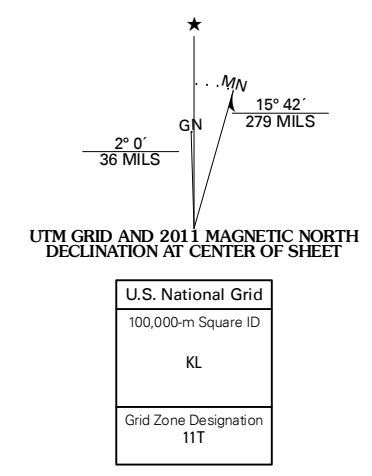 ★
MN
15° 42´
279 MILS
GN
2° 0´
36 MILS
UTM GRID AND 2011 MAGNETIC NORTH
DECLINATION AT CENTER OF SHEET
U.S. National Grid
100,000-m Square ID
KL
Grid Zone Designation
11T